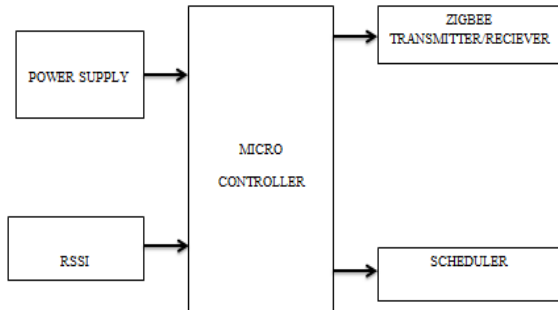 ZIGBEE
TRANSMITTER/RECIEVER
POWER SUPPLY
MICRO
CONTROLLER
RSSI
SCHEDULER